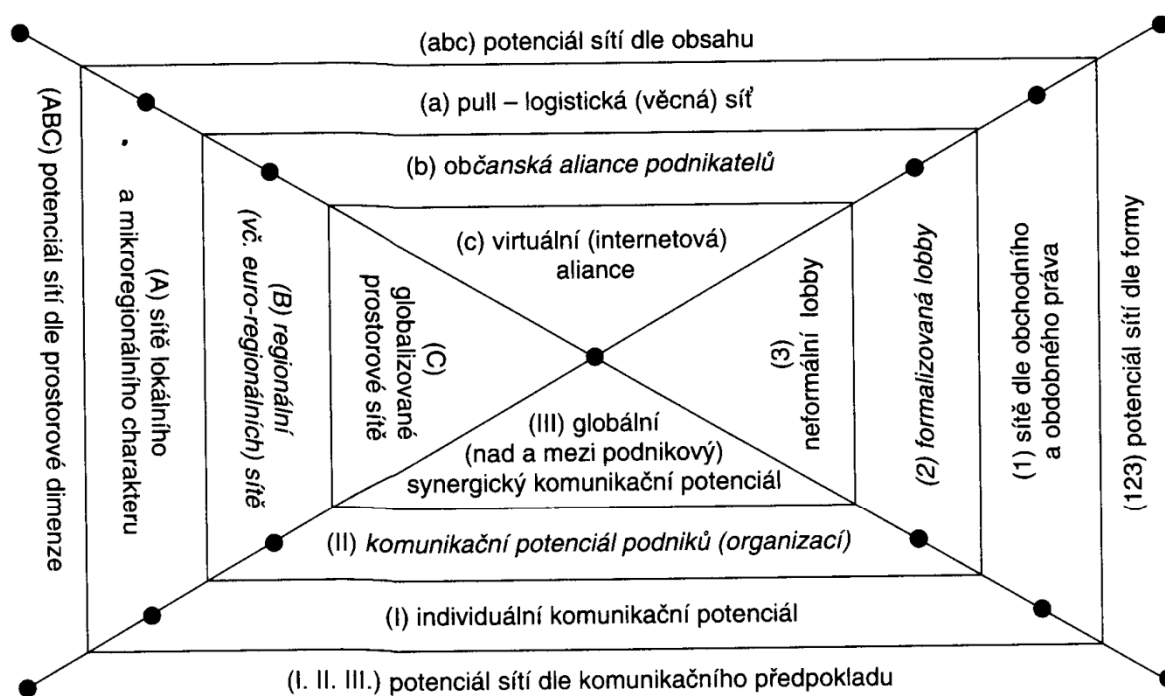 (abc) potenciál sítí dle obsahu
(a) pull – logistická (věcná) síť
(b) občanská aliance podnikatelů
(c) virtuální (internetová)
aliance
(ABC) potenciál sítí dle prostorové dimenze
(A) sítě lokálního
a mikroregionálního charakteru
(B) regionální
(vč. euro-regionálních) sítě
(C)
globalizované
prostorové sítě
(3)
neformální lobby
(2) formalizovaná lobby
(1) sítě dle obchodního
a obdobného práva
(123) potenciál sítí dle formy
(III) globální
(nad a mezi podnikový)
synergický komunikační potenciál
(II) komunikační potenciál podniků (organizací)
(I) individuální komunikační potenciál
(I. II. III.) potenciál sítí dle komunikačního předpokladu